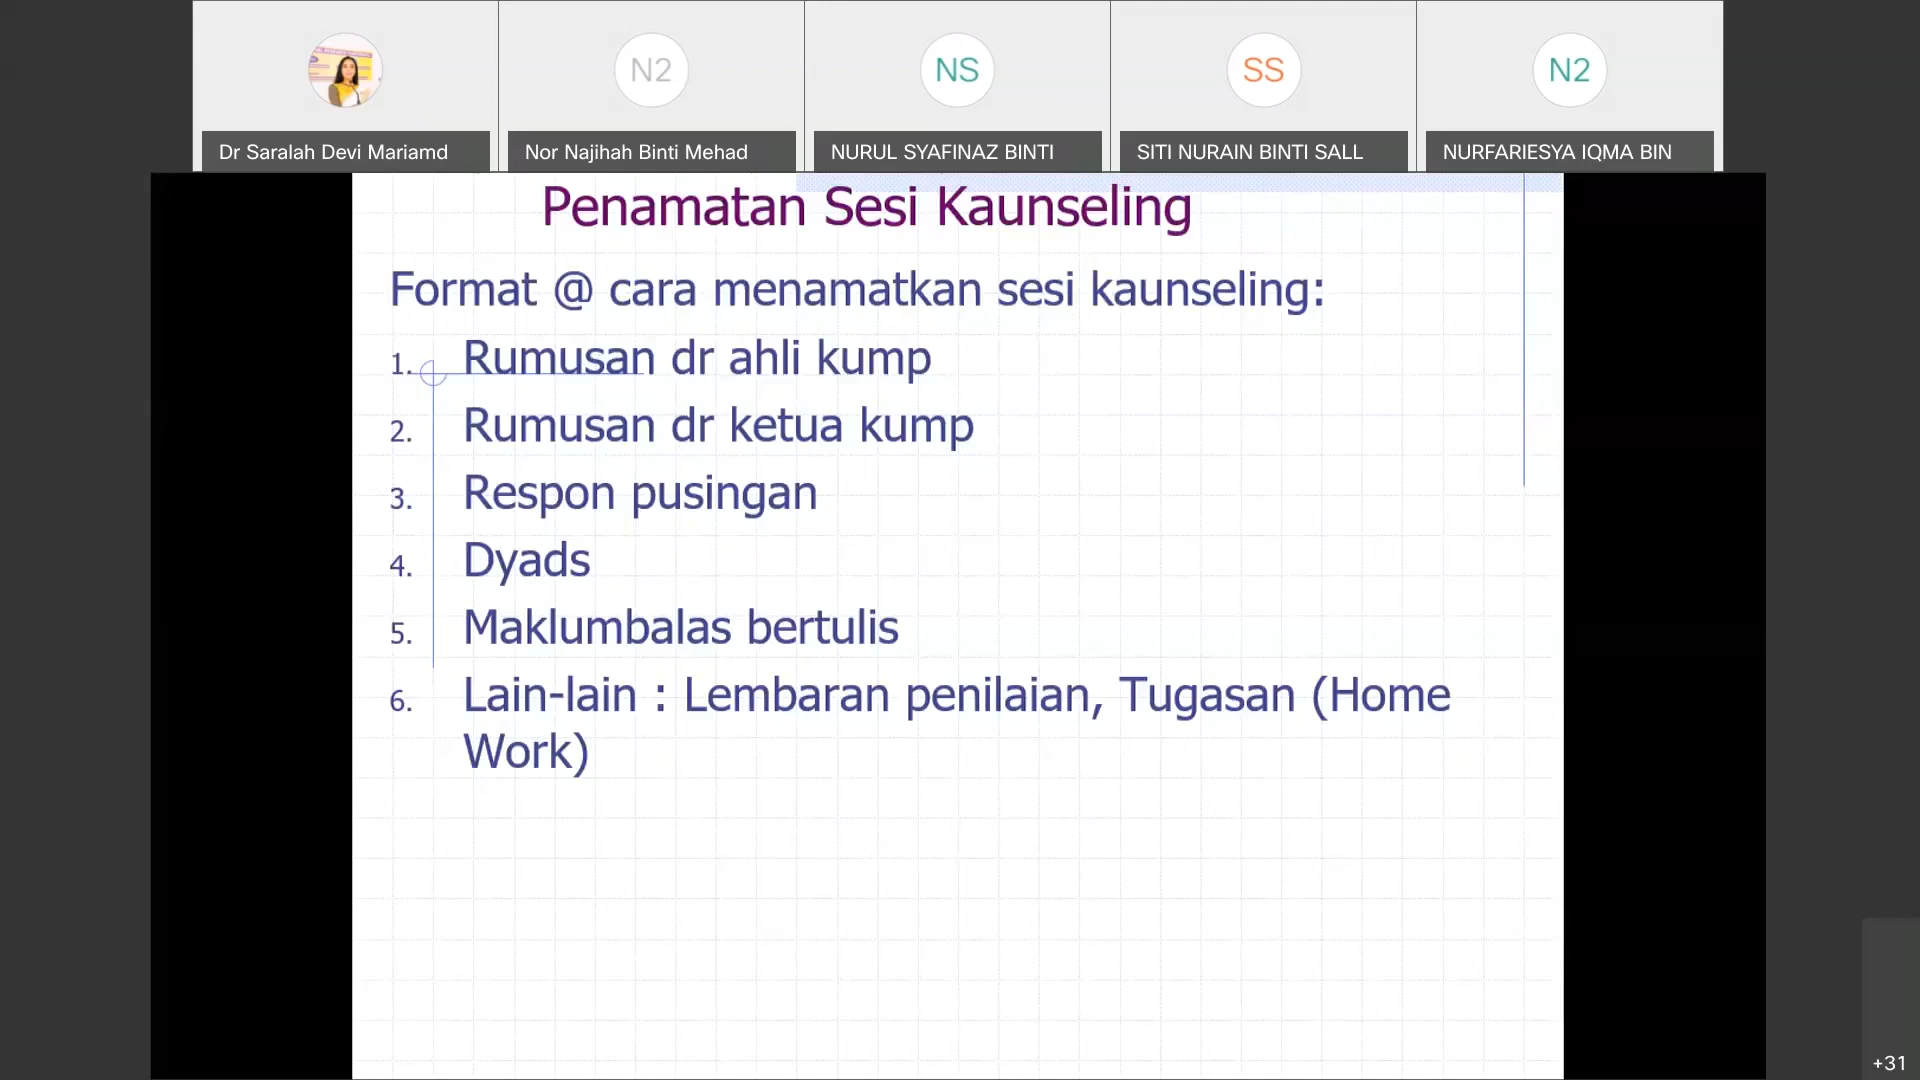 N2
NS
SS
N2
Dr Saralah Devi Mariamd
Nor Najihah Binti Mehad
NURUL SYAFINAZ BINTI
SITI NURAIN BINTI SALL
NURFARIESYA IQMA BIN
Penamatan Sesi Kaunseling
Format @ cara menamatkan sesi kaunseling:
1. Rumusan dr ahli kump
2. Rumusan dr ketua kump
3. Respon pusingan
4. Dyads
5. Maklumbalas bertulis
6. Lain-lain : Lembaran penilaian, Tugasan (Home
Work)
+31